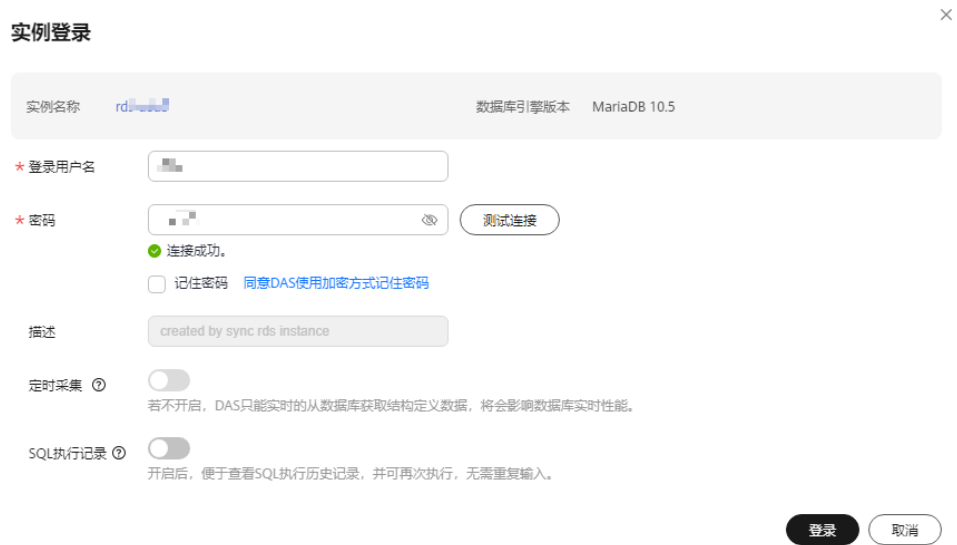 实例登录
实例名称 数据库引擎版本 MariaDB 10.5
* 登录用户名
* 密码 测试连接
连接成功。
记住密码 同意DAS使用加密方式记住密码
描述 created by sync rds instance
定时采集
若不开启，DAS只能实时的从数据库获取结构定义数据，将会影响数据库实时性能。
SQL执行记录
开启后，便于查看SQL执行历史记录，并可再次执行，无需重复输入。
登录 取消